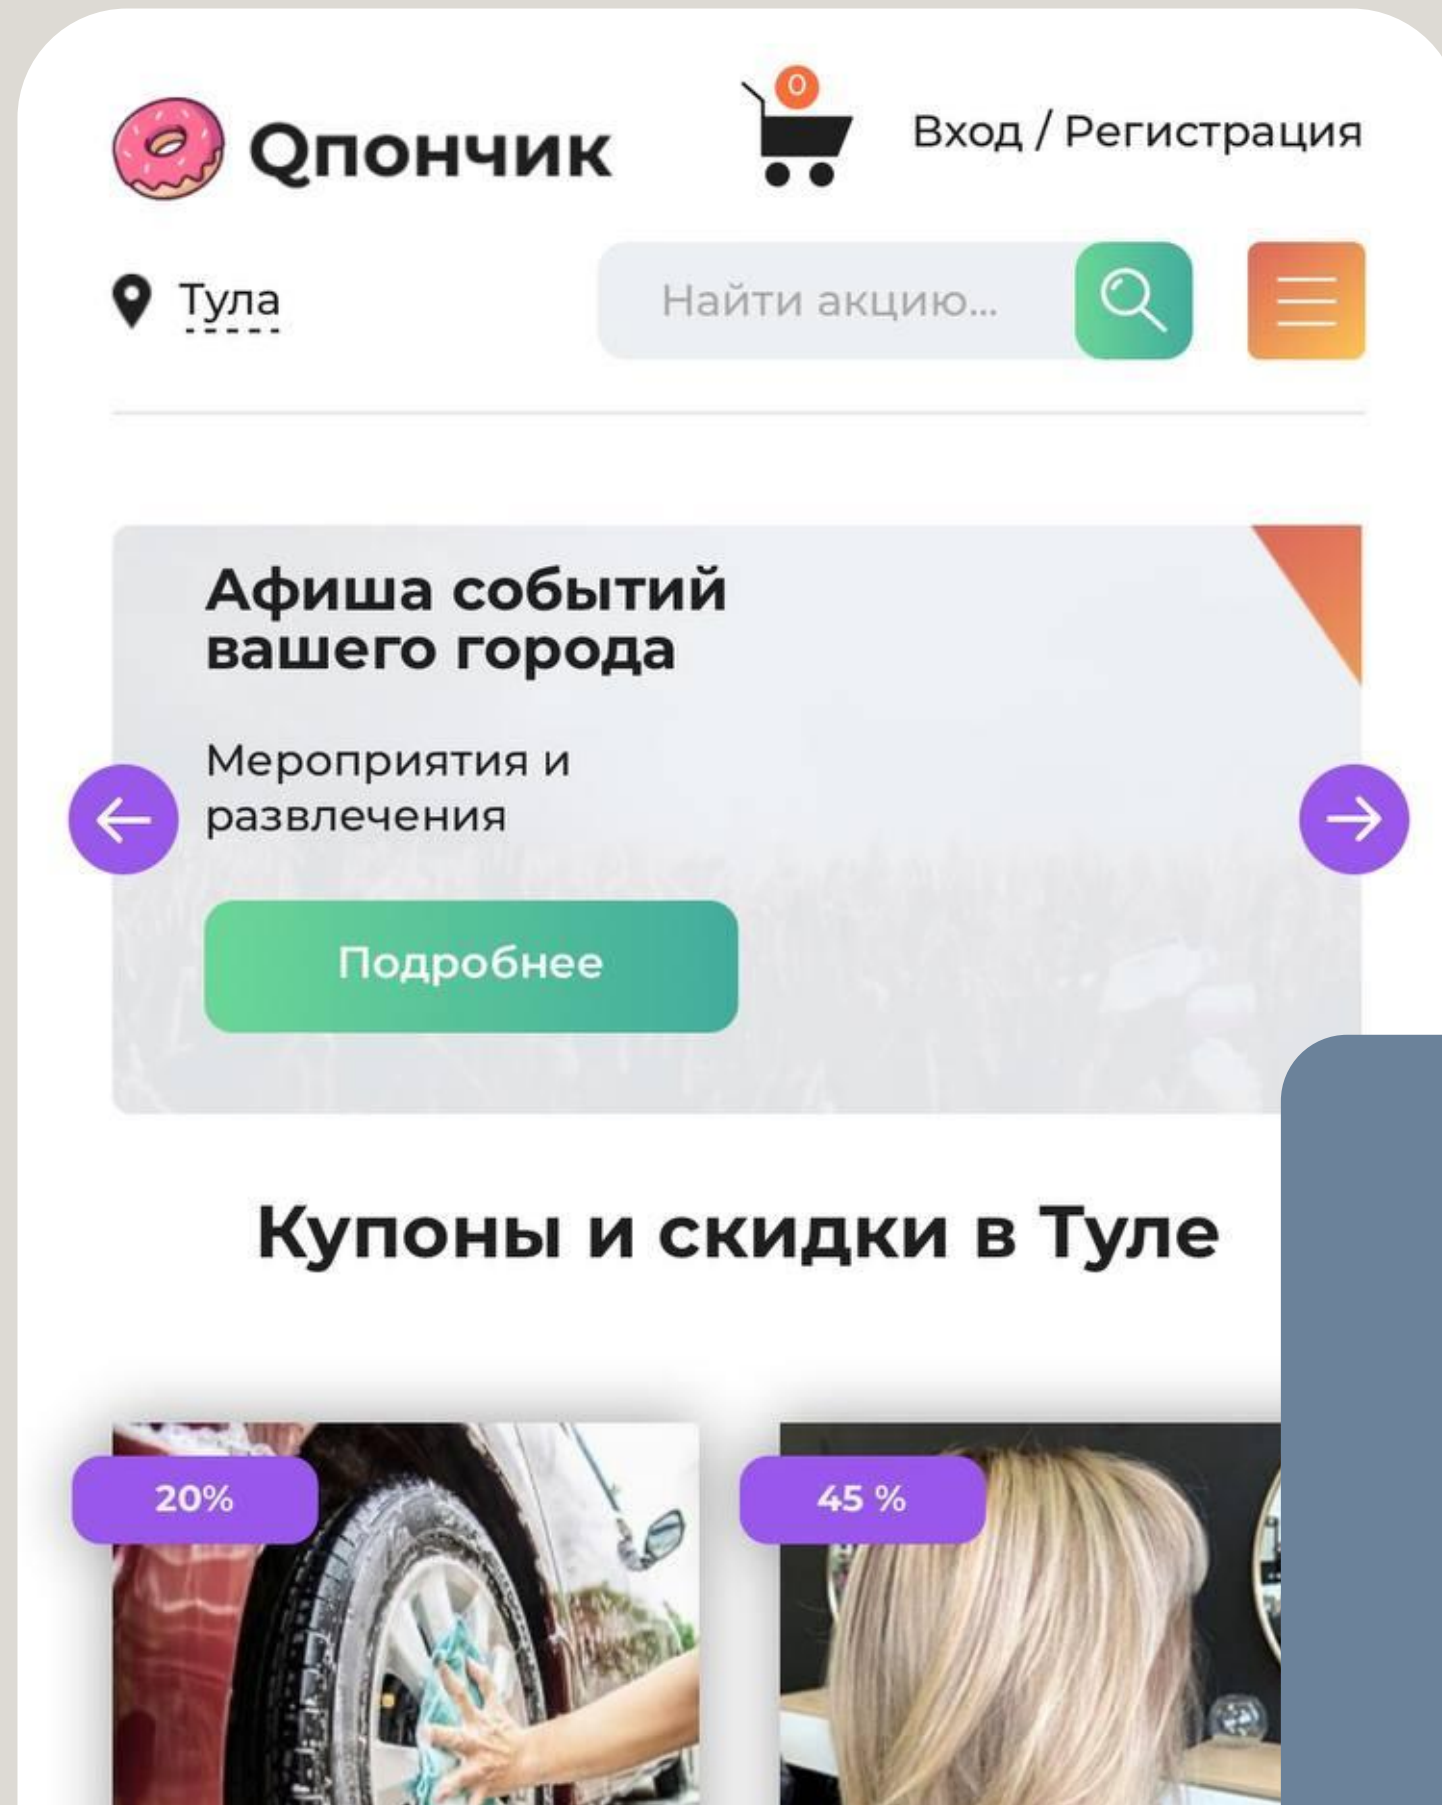 Qпончик
0
Вход / Регистрация
Тула
Найти акцию...
Афиша событий
вашего города
Мероприятия и
развлечения
Подробнее
Купоны и скидки в Туле
20%
45 %